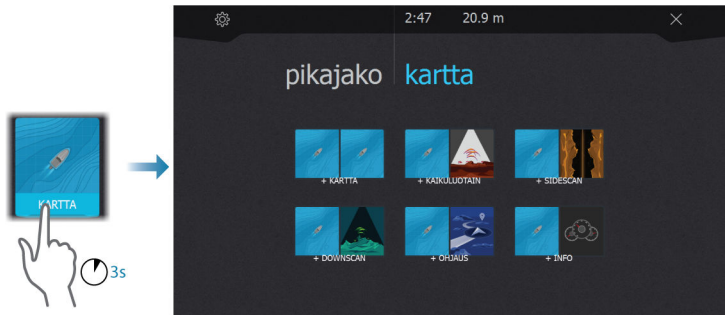 2:47 20.9 m
pikajako kartta
KARTTA
3s
+ KARTTA + KAIKULUOTAIN + SIDESCAN
+ DOWNSCAN + OHJAUS + INFO